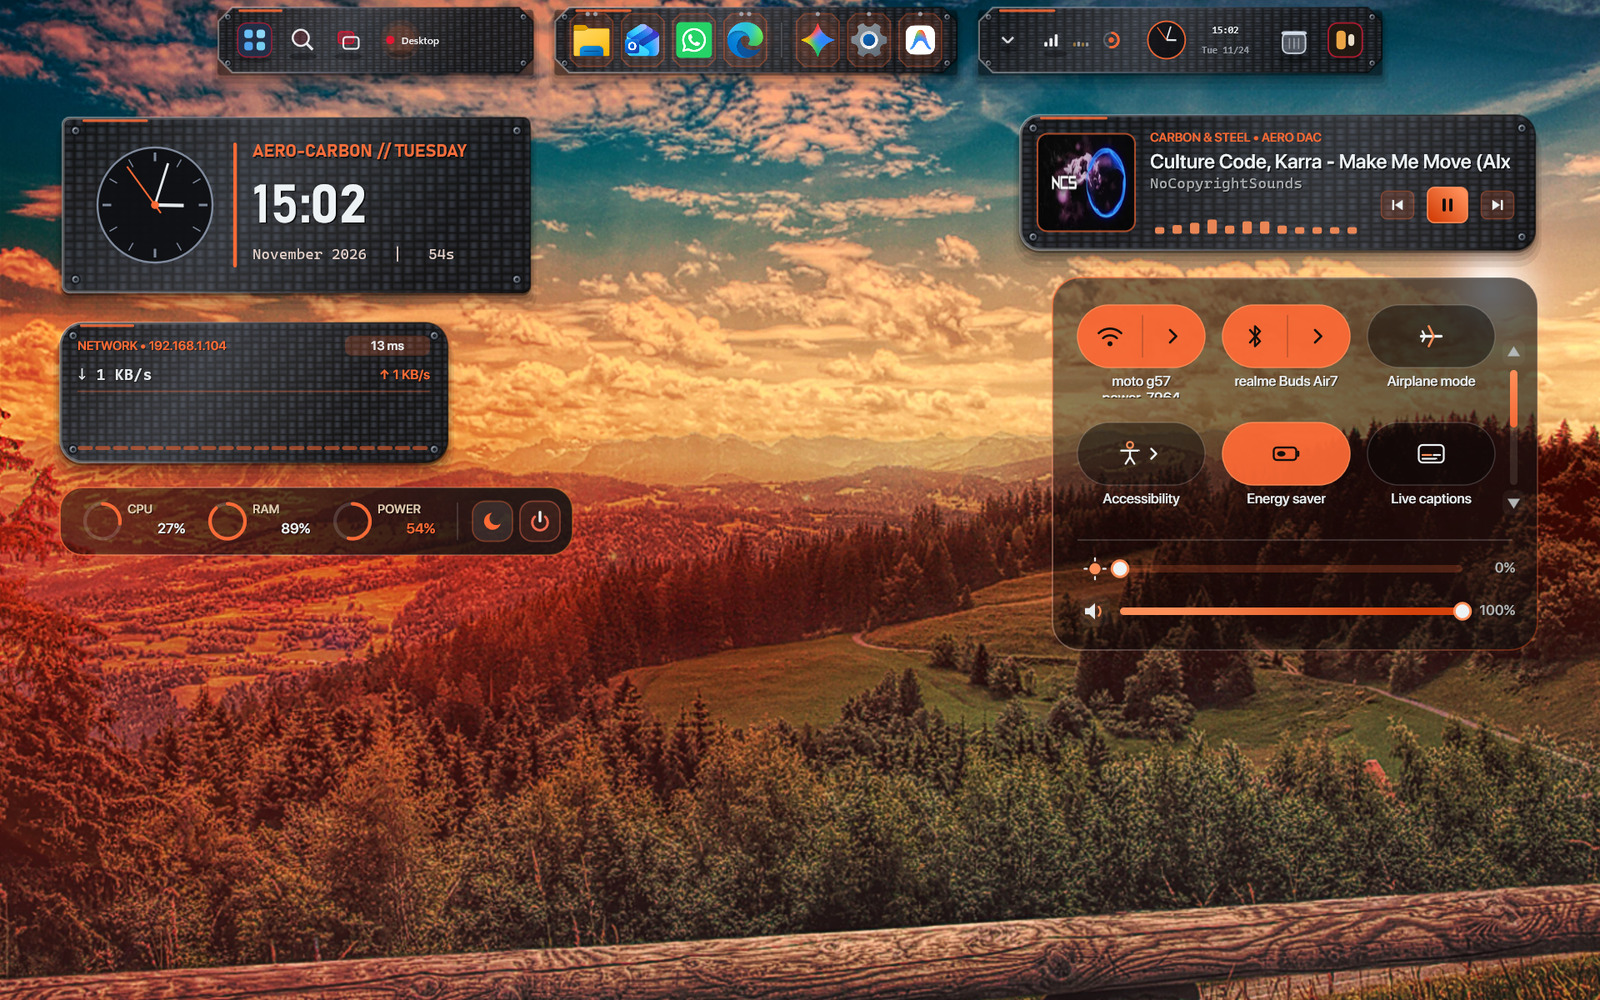 Desktop
15:02
Tue 11/24
AERO-CARBON // TUESDAY
15:02
November 2026 | 54s
CARBON & STEEL • AERO DAC
Culture Code, Karra - Make Me Move (Alx
NoCopyrightSounds
NCS
NETWORK • 192.168.1.104
13 ms
↓ 1 KB/s
↑ 1 KB/s
CPU
27%
RAM
89%
POWER
54%
moto g57
power_7964
realme Buds Air7
Airplane mode
Accessibility
Energy saver
Live captions
0%
100%